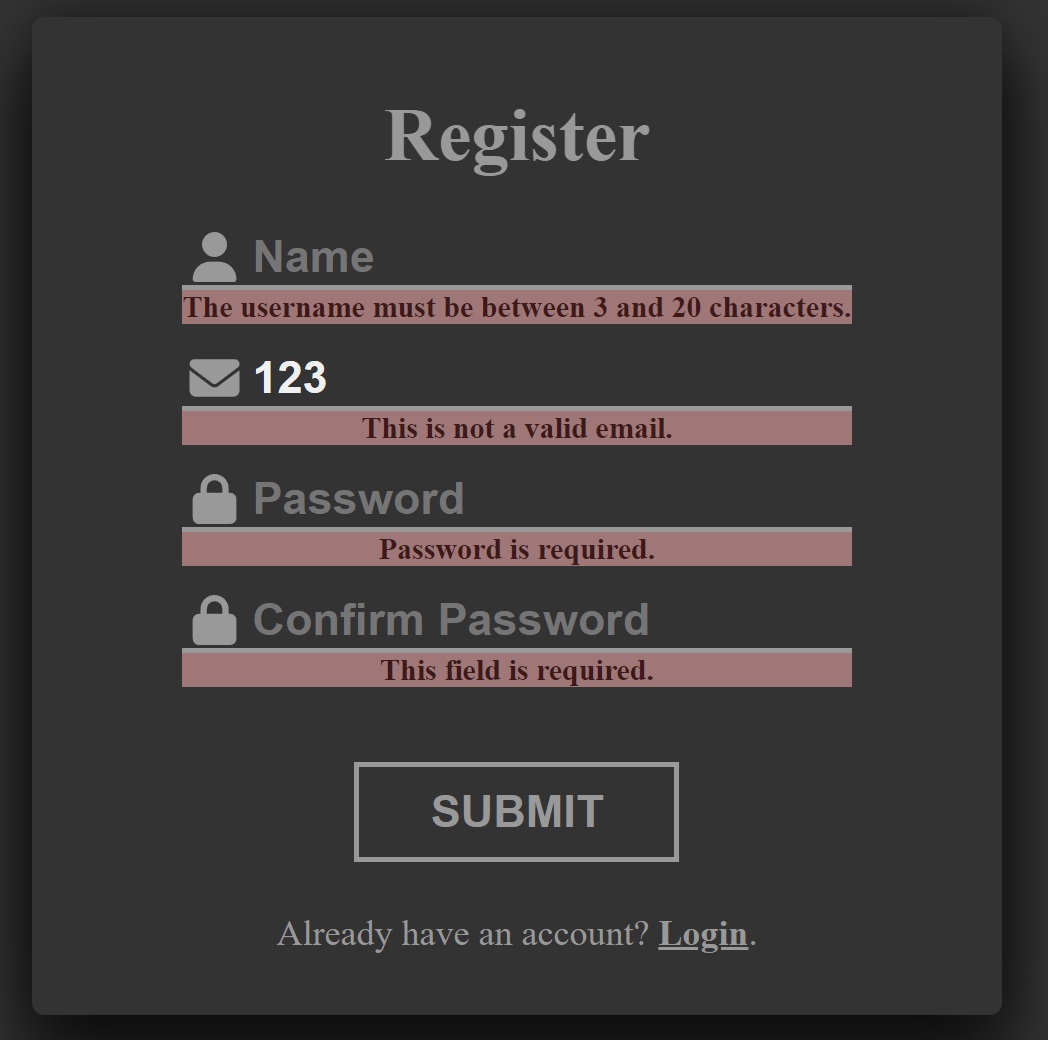 Register
Name
The username must be between 3 and 20 characters.
123
This is not a valid email.
Password
Password is required.
Confirm Password
This field is required.
SUBMIT
Already have an account? Login.